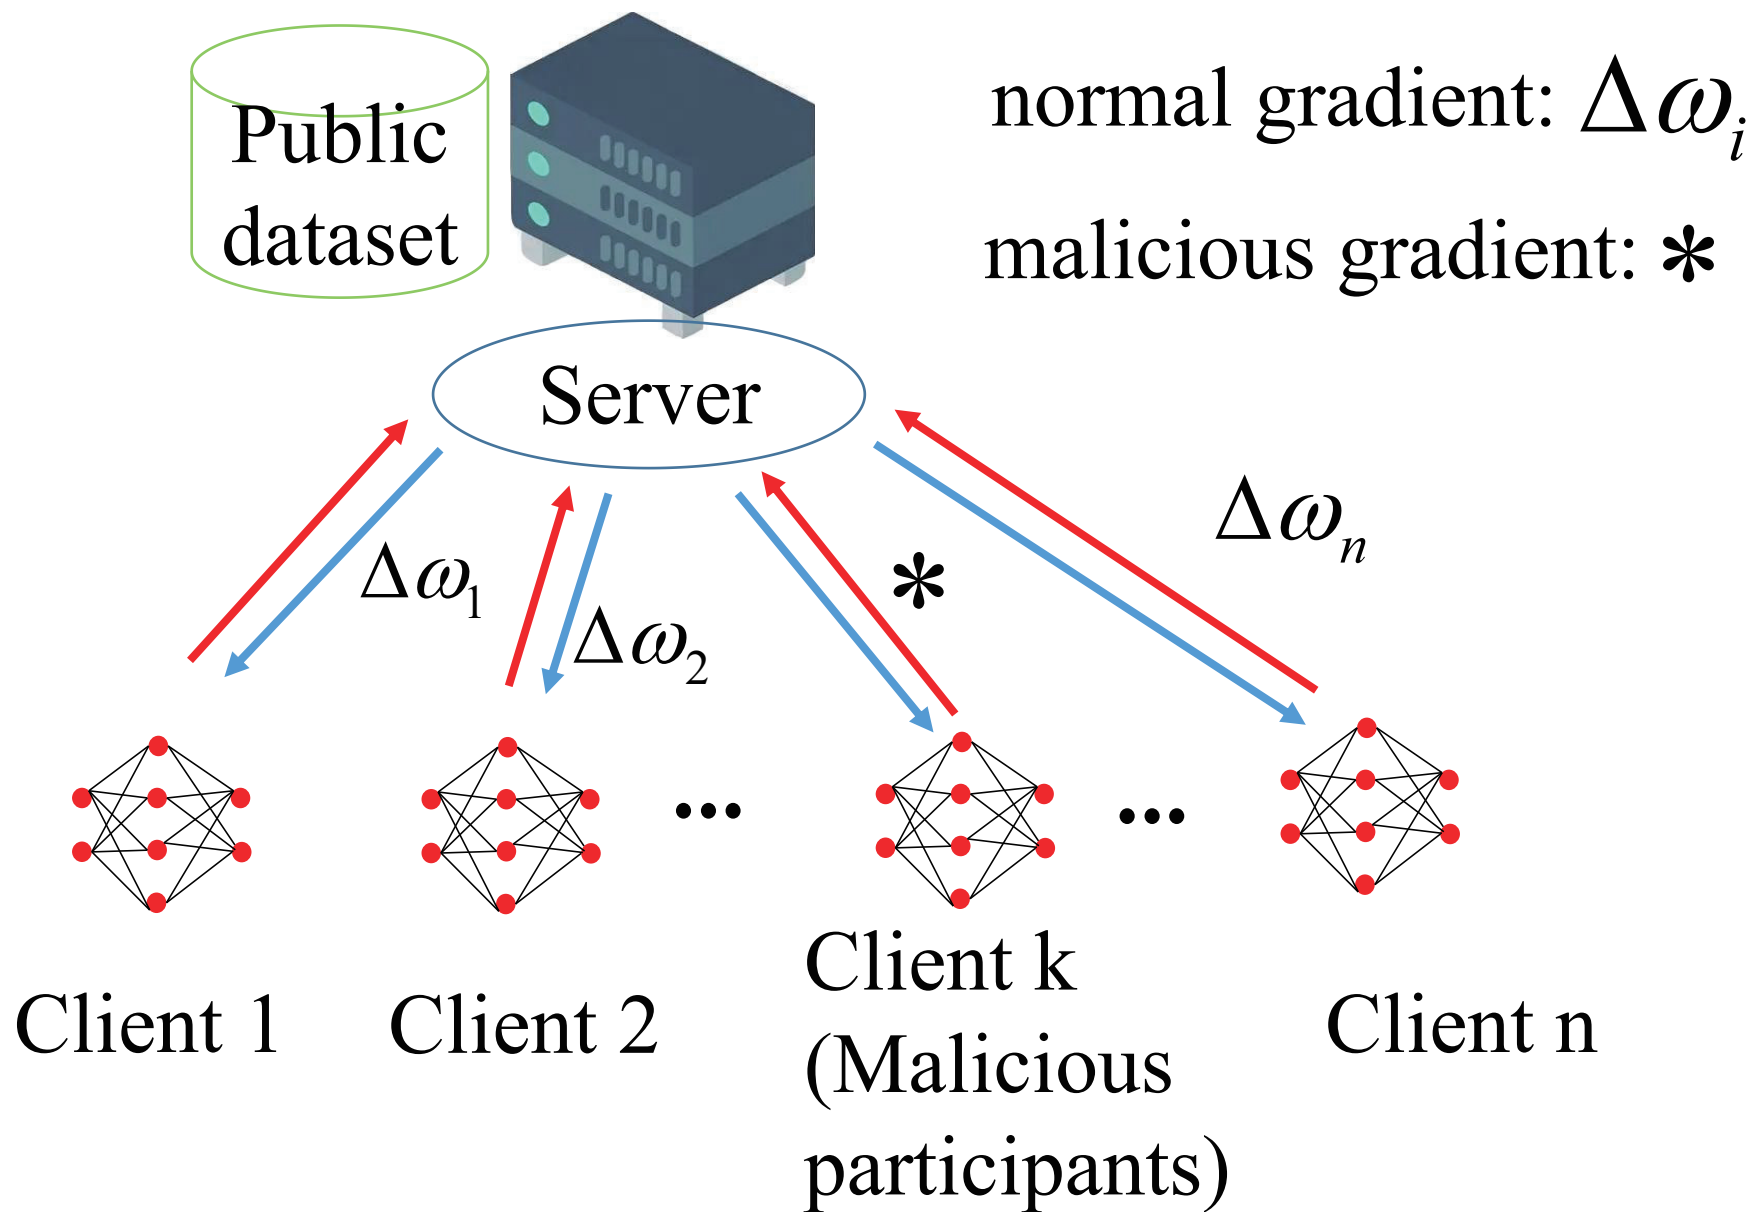 Public
dataset
normal gradient: Δω_i
malicious gradient: *
Server
Δω_1
Δω_2
*
Δω_n
...
...
Client 1
Client 2
Client k
(Malicious
participants)
Client n